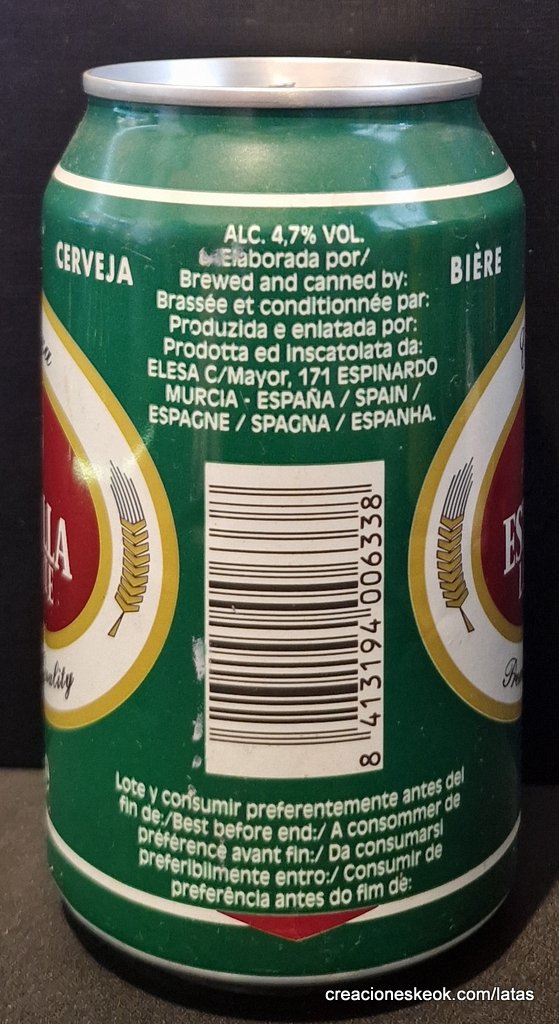 CERVEJA
ALC. 4,7% VOL.
Elaborada por/
Brewed and canned by:
Brassée et conditionnée par:
Produzida e enlatada por:
Prodotta ed Inscatolata da:
ELESA C/Mayor, 171 ESPINARDO
MURCIA - ESPAÑA / SPAIN /
ESPAGNE / SPAGNA / ESPANHA.
BIÈRE
LLA
E
ality
ES
8 413194 006338
Lote y consumir preferentemente antes del
fin de:/Best before end:/ A consommer de
préférence avant fin:/ Da consumarsi
preferibilmente entro:/ Consumir de
preferência antes do fim de:
creacioneskeok.com/latas